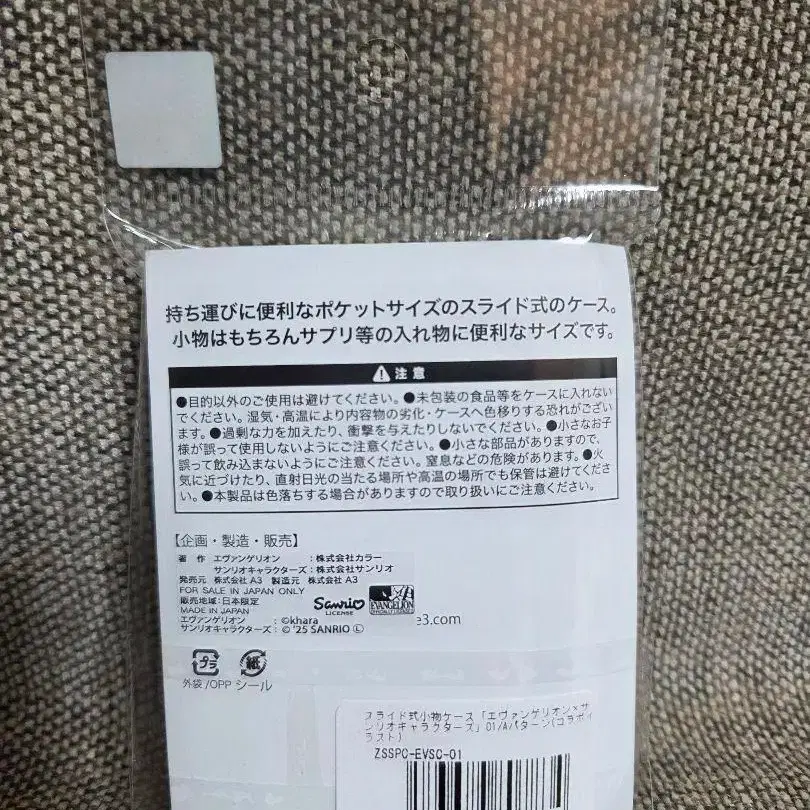 持ち運びに便利なポケットサイズのスライド式のケース。
小物はもちろんサプリ等の入れ物に便利なサイズです。
注意
●目的以外のご使用は避けてください。●未包装の食品等をケースに入れない
でください。湿気・高温により内容物の劣化・ケースへ色移りする恐れがござい
ます。●過剰な力を加えたり、衝撃を与えたりしないでください。●小さなお子
様が誤って使用しないようにご注意ください。●小さな部品がありますので、
誤って飲み込まないようにご注意ください。窒息などの危険があります。●火
気に近づけたり、直射日光の当たる場所や高温の場所でも保管は避けてくださ
い。●本製品は色落ちする場合がありますので取り扱いにご注意ください。
【企画・製造・販売】
著 作 エヴァンゲリオン :株式会社カラー
サンリオキャラクターズ:株式会社サンリオ
発売元 株式会社 A3 製造元 株式会社 A3
FOR SALE IN JAPAN ONLY
販売地域:日本限定
MADE IN JAPAN
エヴァンゲリオン :©khara
サンリオキャラクターズ:© '25 SANRIO Ⓛ
Sanrio
LICENSE
EVANGELION
e3.com
プラ 紙
外袋/OPP シール
スライド式小物ケース「エヴァンゲリオン×サ
ンリオキャラクターズ」01/Aパターン(コラボイ
ラスト)
ZSSPC-EVSC-01